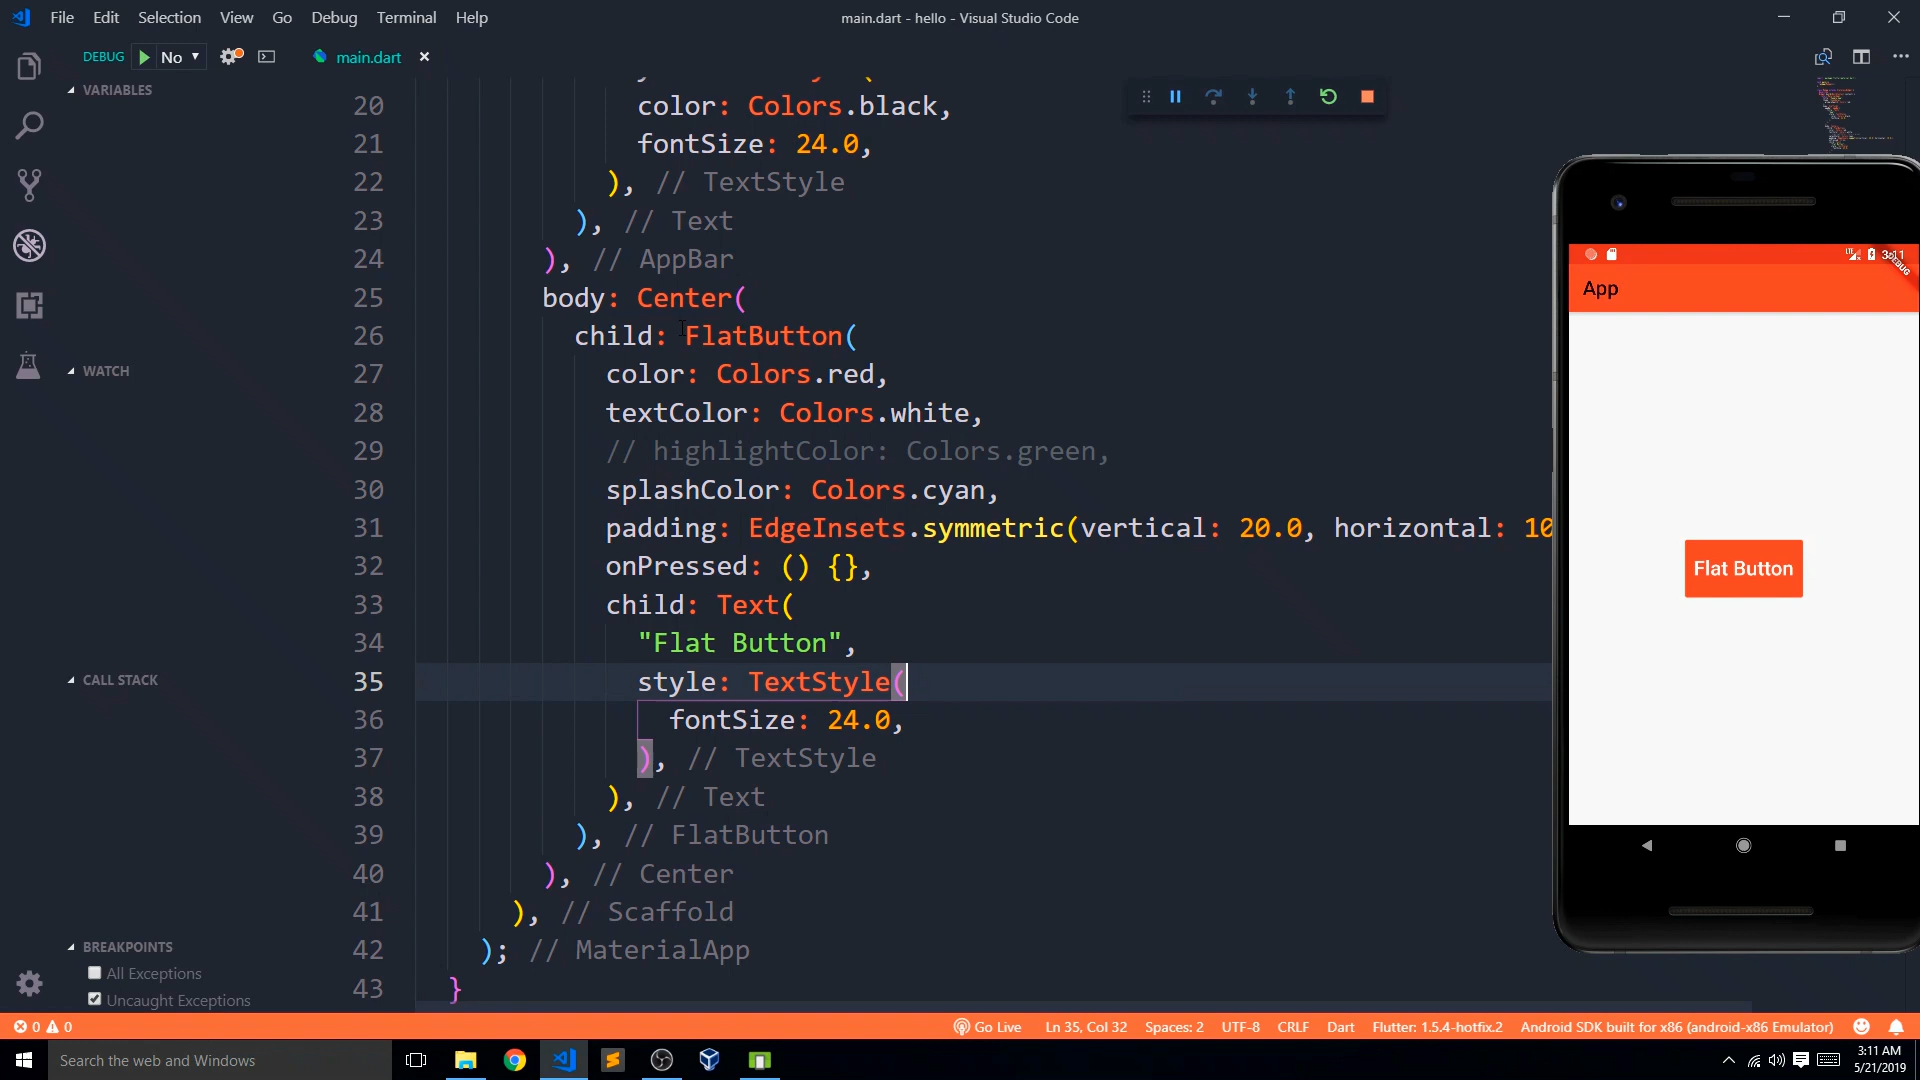 File Edit Selection View Go Debug Terminal Help
main.dart - hello - Visual Studio Code
DEBUG No
main.dart
VARIABLES
WATCH
CALL STACK
BREAKPOINTS
All Exceptions
Uncaught Exceptions
20 color: Colors.black,
21 fontSize: 24.0,
22 ), // TextStyle
23 ), // Text
24 ), // AppBar
25 body: Center(
26 child: FlatButton(
27 color: Colors.red,
28 textColor: Colors.white,
29 // highlightColor: Colors.green,
30 splashColor: Colors.cyan,
31 padding: EdgeInsets.symmetric(vertical: 20.0, horizontal: 10
32 onPressed: () {},
33 child: Text(
34 "Flat Button",
35 style: TextStyle(
36 fontSize: 24.0,
37 ), // TextStyle
38 ), // Text
39 ), // FlatButton
40 ), // Center
41 ), // Scaffold
42 ); // MaterialApp
43 }
3:11
DEBUG
App
Flat Button
0 0
Go Live Ln 35, Col 32 Spaces: 2 UTF-8 CRLF Dart Flutter: 1.5.4-hotfix.2 Android SDK built for x86 (android-x86 Emulator)
Search the web and Windows
3:11 AM
5/21/2019